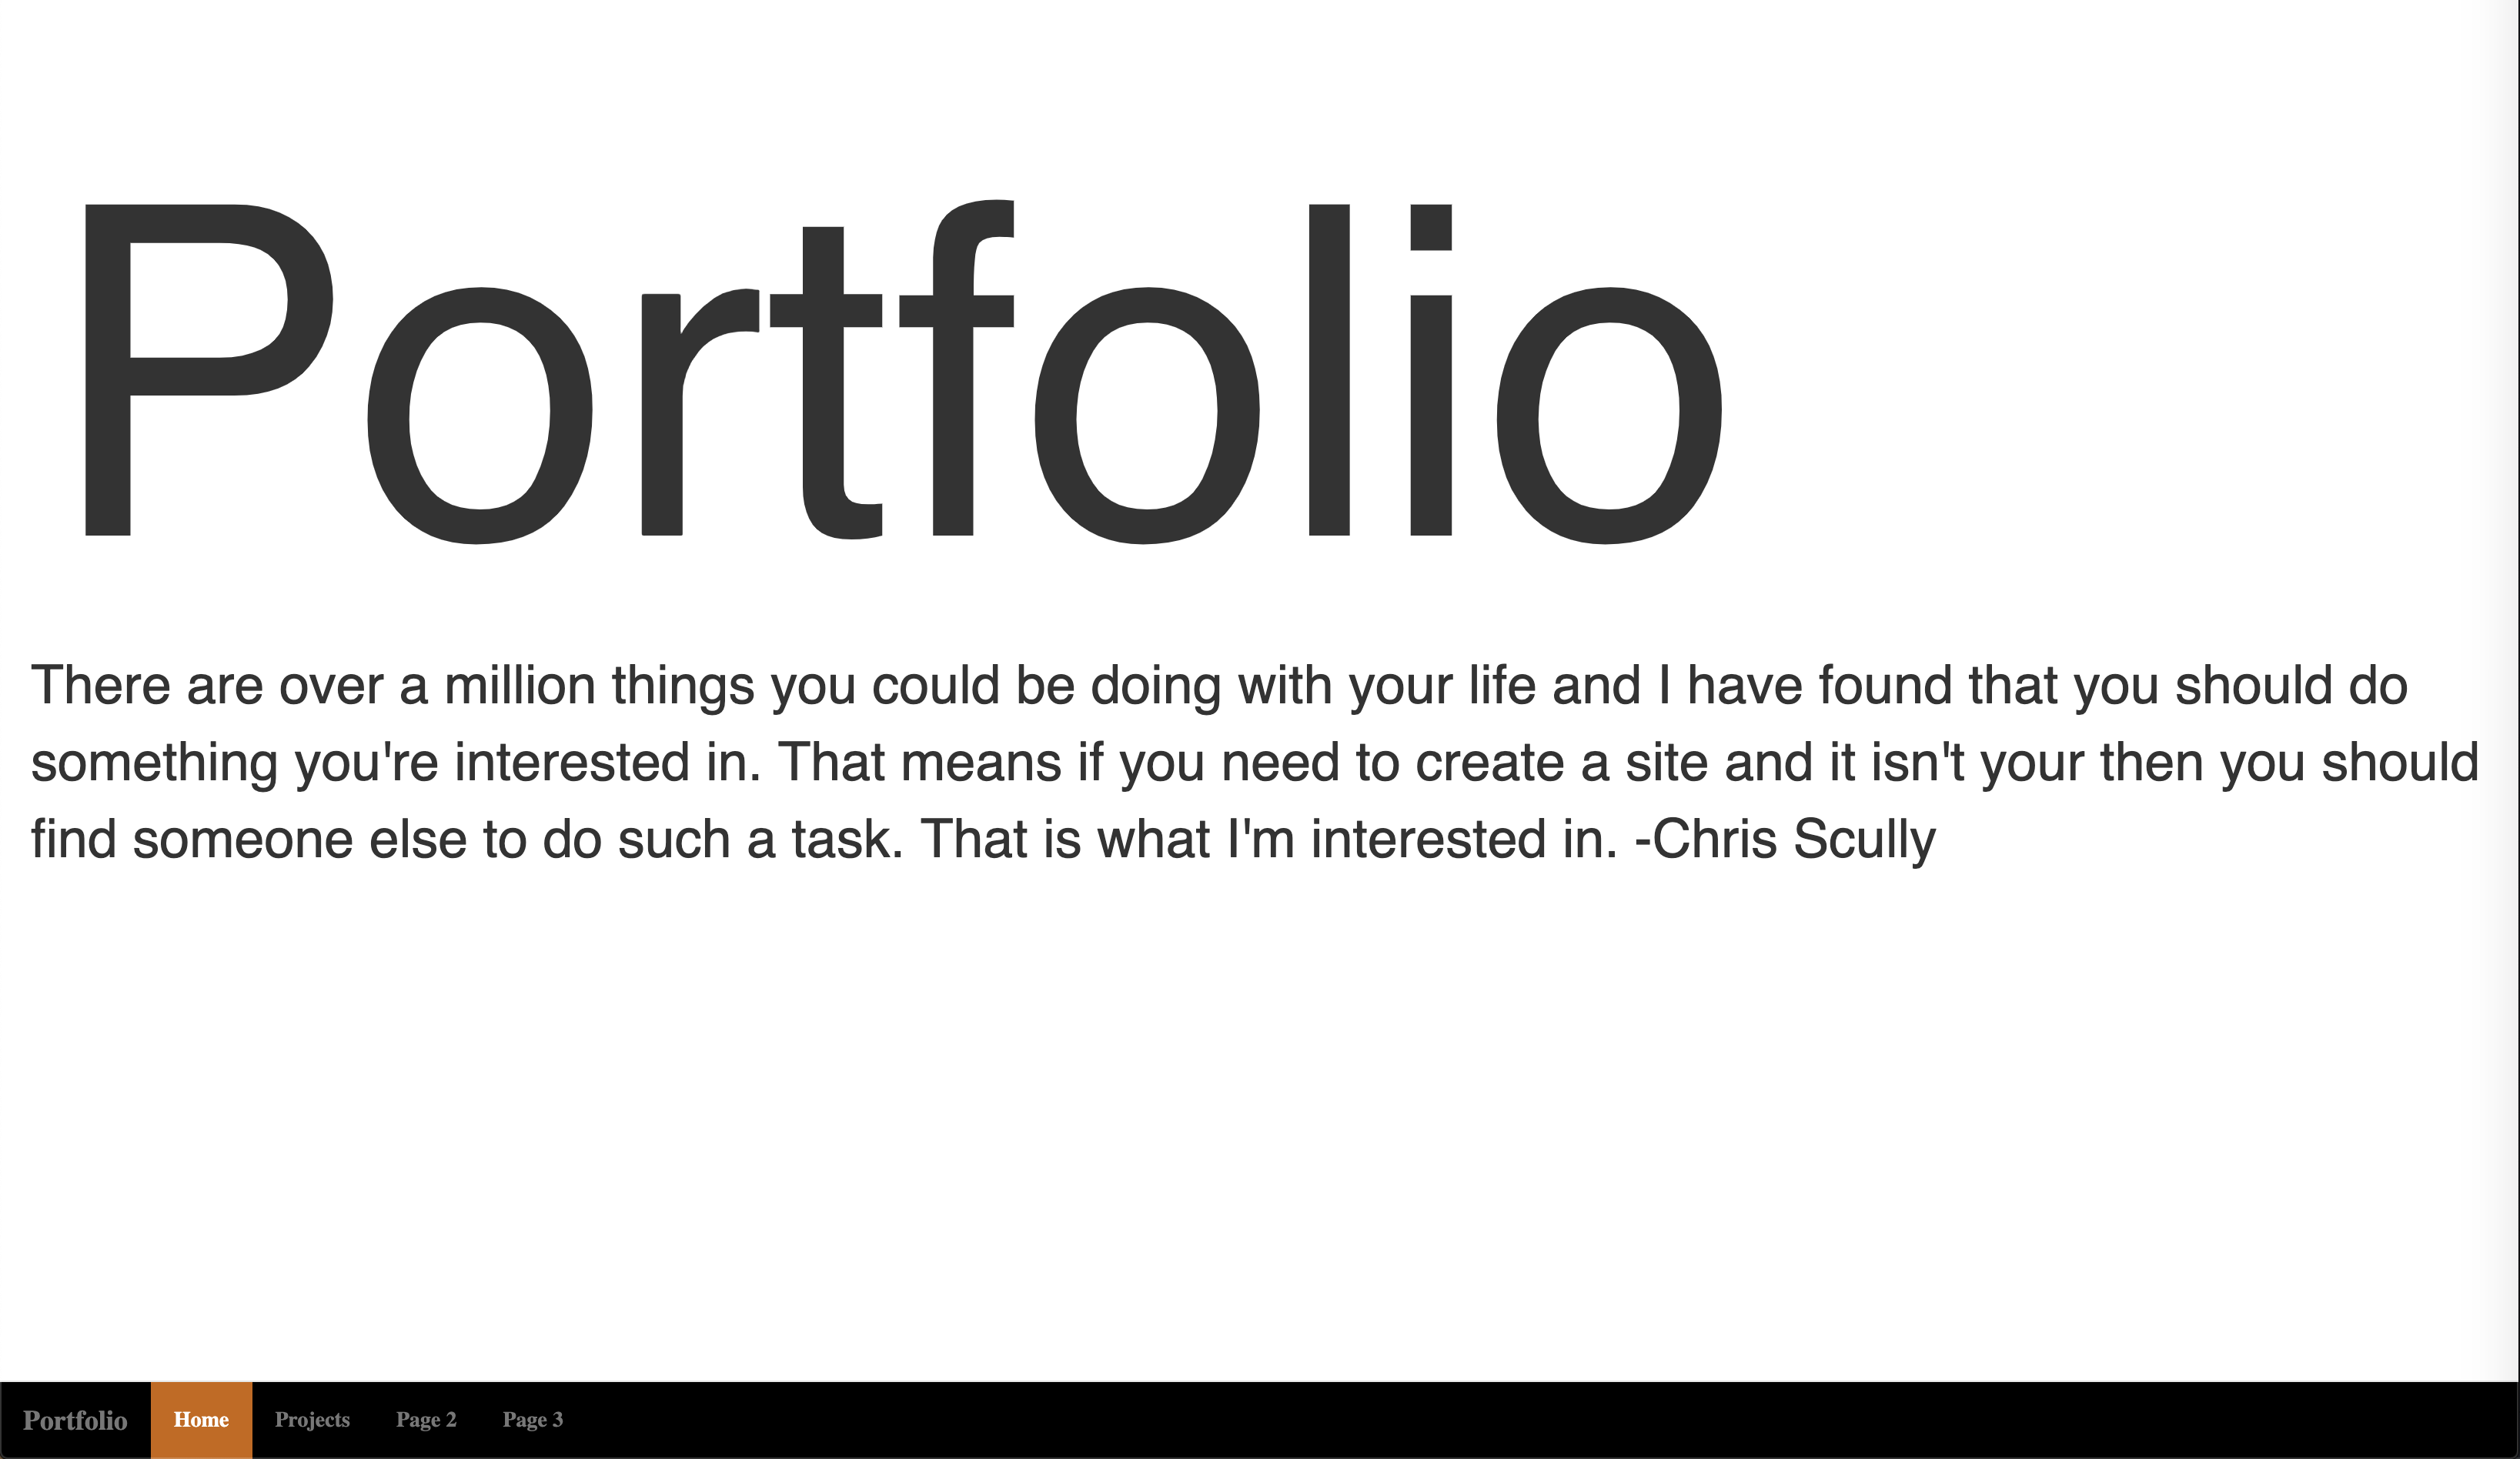 Portfolio
There are over a million things you could be doing with your life and I have found that you should do
something you're interested in. That means if you need to create a site and it isn't your then you should
find someone else to do such a task. That is what I'm interested in. -Chris Scully
Portfolio Home Projects Page 2 Page 3